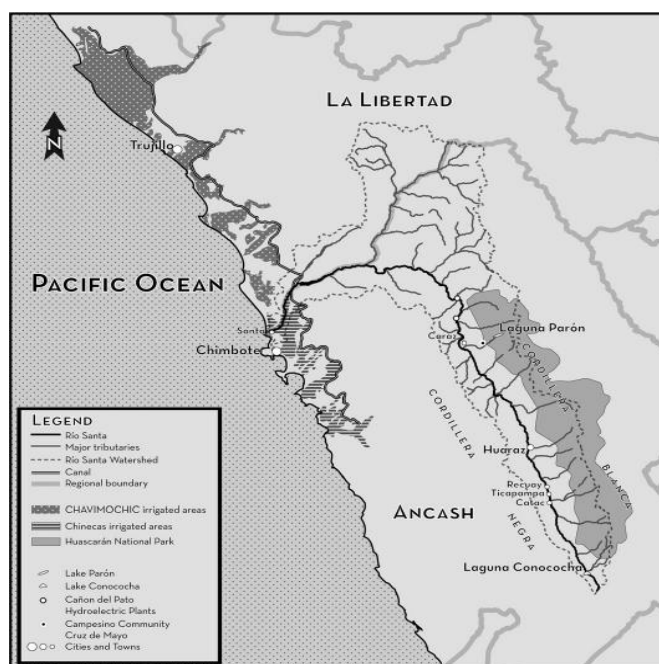 LA LIBERTAD
N
Trujillo
PACIFIC OCEAN
Santa
Chimbote
Laguna Parón
Caraz
CORDILLERA
BLANCA
CORDILLERA
NEGRA
Huaraz
Recuay
Ticapampa
Catac
ANCASH
Laguna Conococha
LEGEND
Río Santa
Major tributaries
Río Santa Watershed
Canal
Regional boundary
CHAVIMOCHIC irrigated areas
Chinecas irrigated areas
Huascarán National Park
Lake Parón
Lake Conococha
Cañon del Pato
Hydroelectric Plants
Campesino Community
Cruz de Mayo
Cities and Towns